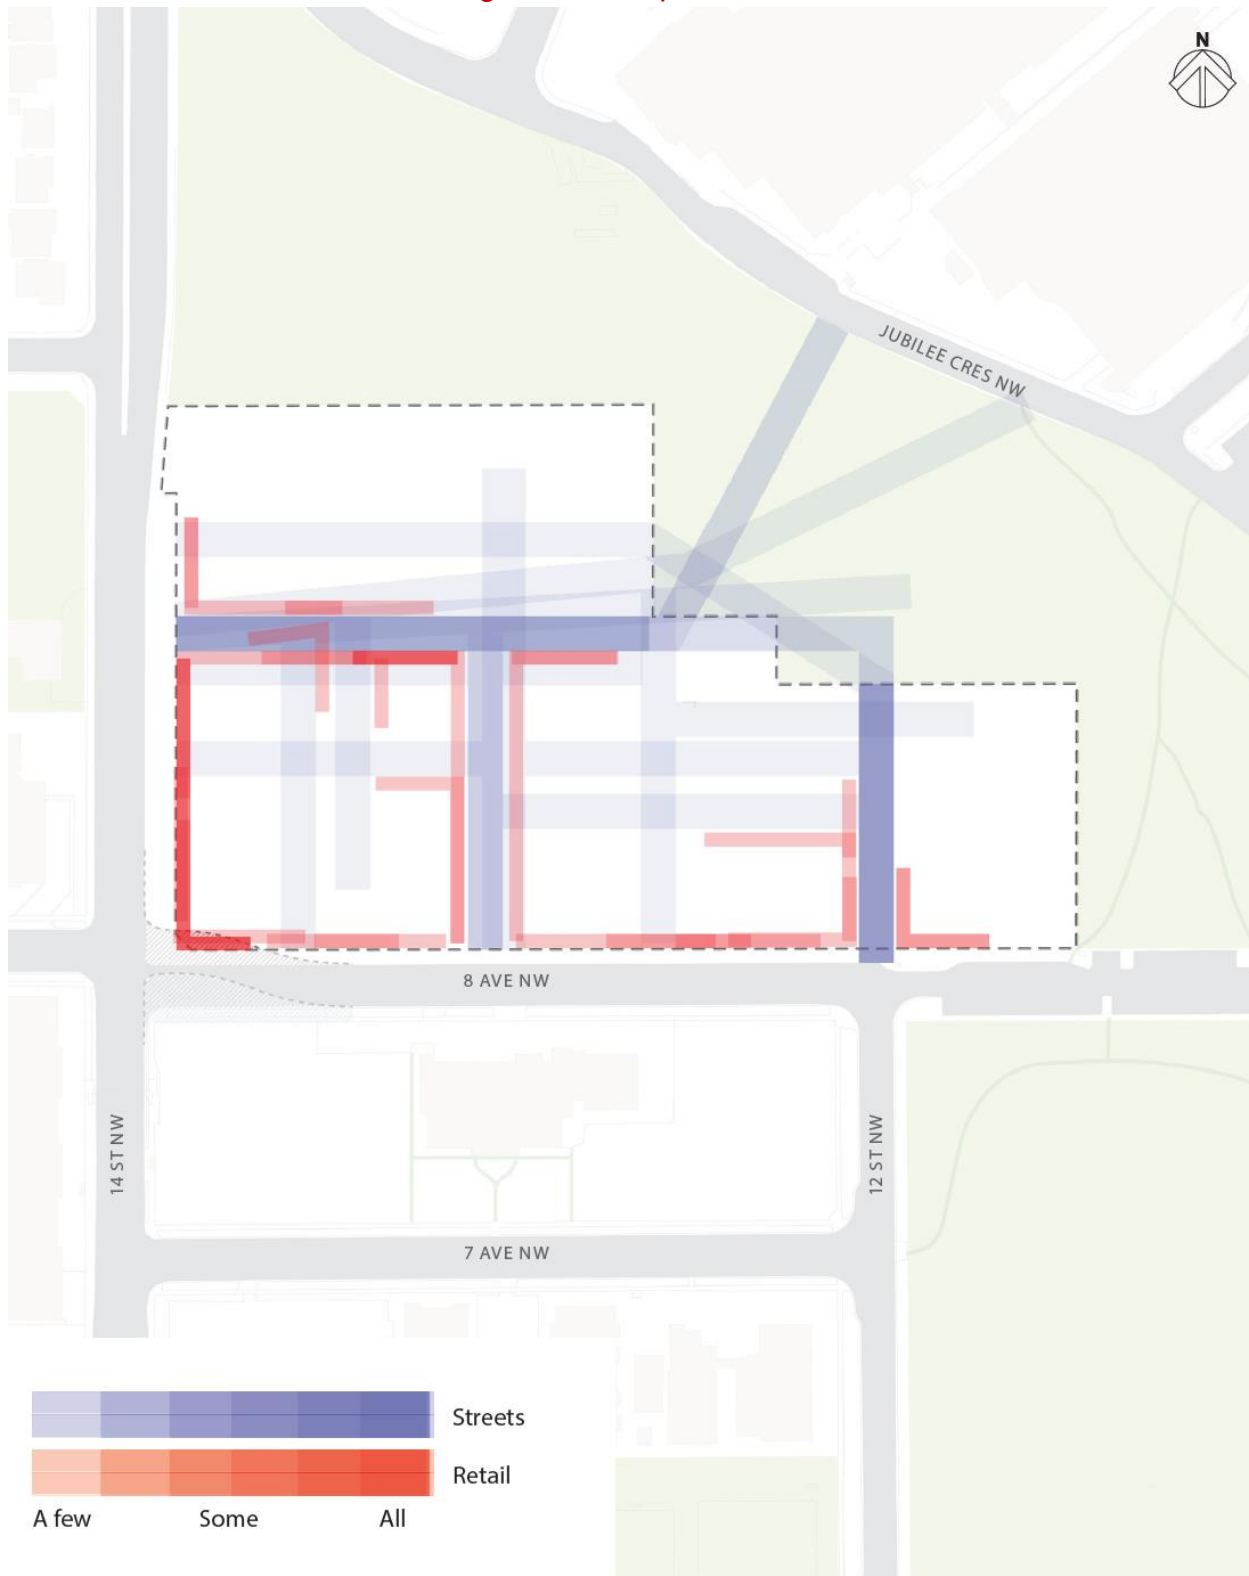 N
JUBILEE CRES NW
8 AVE NW
14 ST NW
12 ST NW
7 AVE NW
Streets
Retail
A few Some All